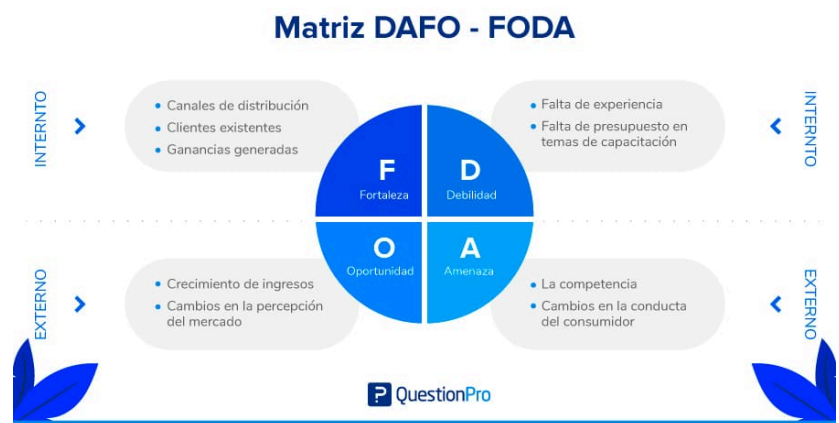 Matriz DAFO - FODA
INTERNTO
• Canales de distribución
• Clientes existentes
• Ganancias generadas
F
Fortaleza
D
Debilidad
• Falta de experiencia
• Falta de presupuesto en
temas de capacitación
INTERNTO
EXTERNO
• Crecimiento de ingresos
• Cambios en la percepción
del mercado
O
Oportunidad
A
Amenaza
• La competencia
• Cambios en la conducta
del consumidor
EXTERNO
? QuestionPro